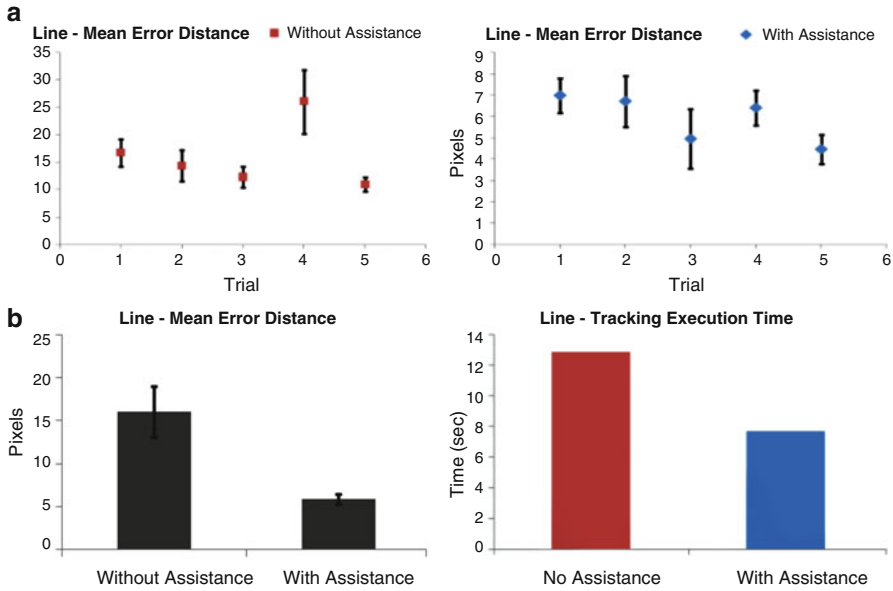 a
Line - Mean Error Distance
Without Assistance
35
30
25
20
15
10
5
0
0 1 2 3 4 5 6
Trial
Line - Mean Error Distance
With Assistance
Pixels
9
8
7
6
5
4
3
2
1
0
0 1 2 3 4 5 6
Trial
b
Line - Mean Error Distance
Pixels
25
20
15
10
5
0
Without Assistance With Assistance
Line - Tracking Execution Time
Time (sec)
14
12
10
8
6
4
2
0
No Assistance With Assistance